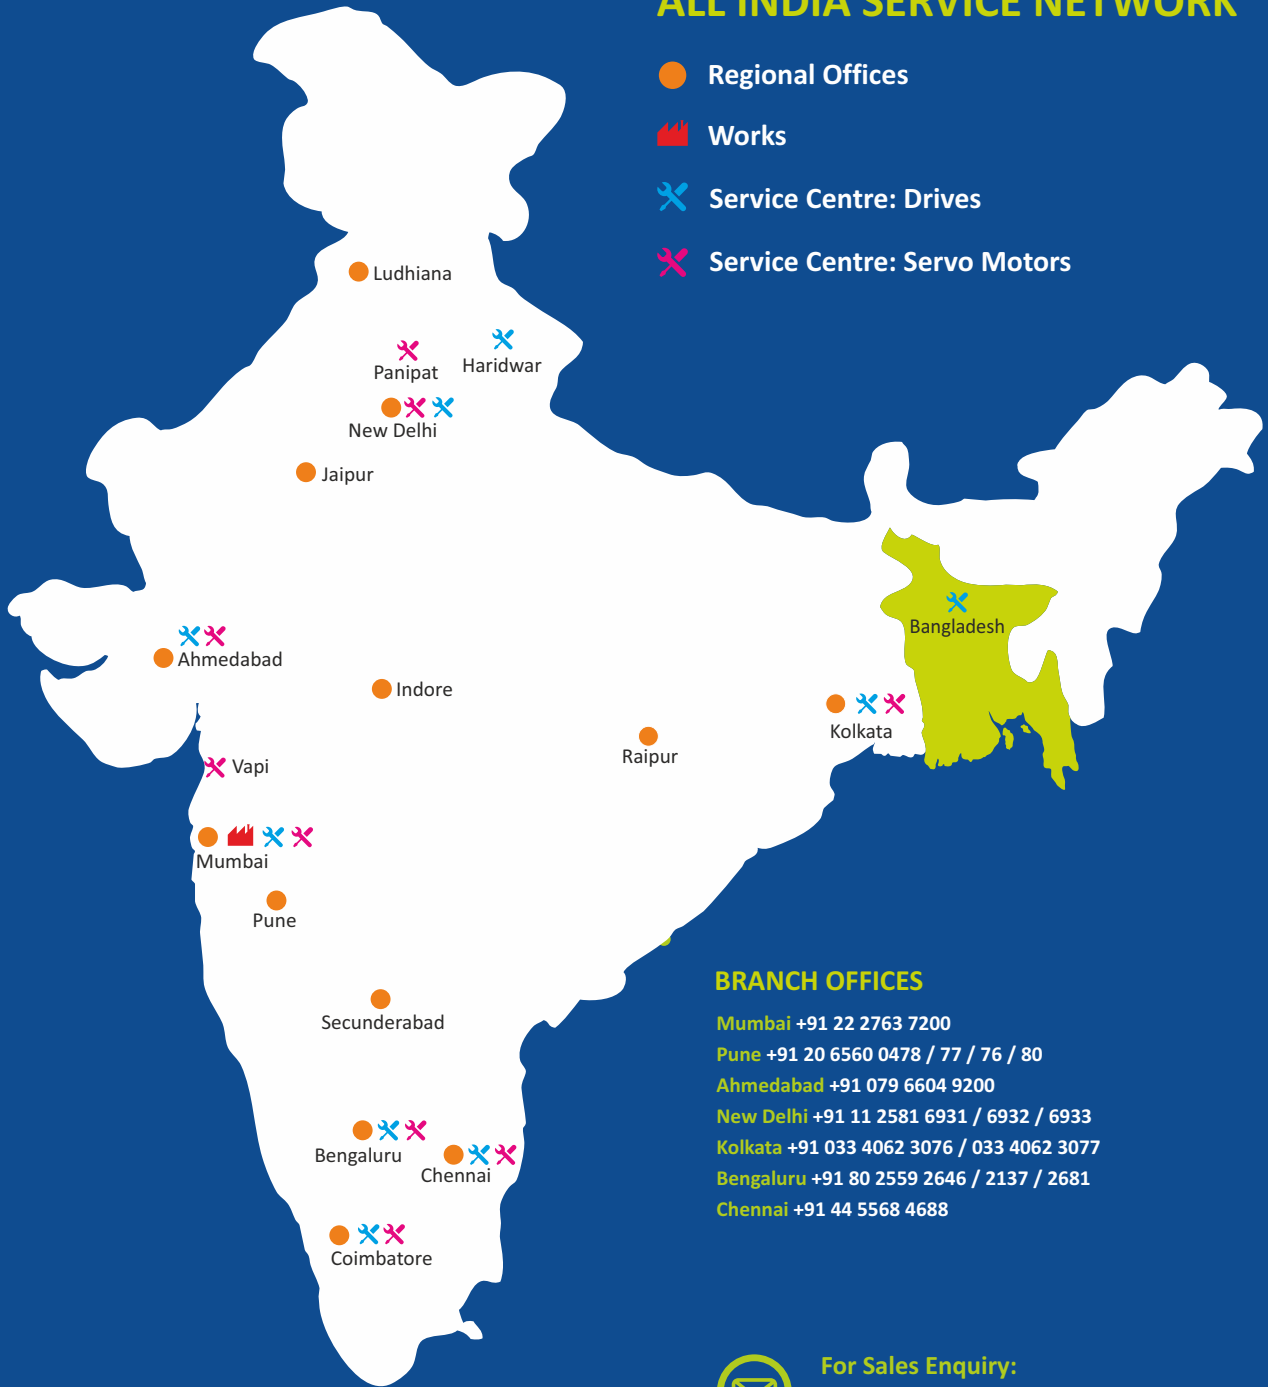 ALL INDIA SERVICE NETWORK
Regional Offices
Works
Service Centre: Drives
Service Centre: Servo Motors
Ludhiana
Panipat
Haridwar
New Delhi
Jaipur
Bangladesh
Ahmedabad
Indore
Kolkata
Raipur
Vapi
Mumbai
Pune
Secunderabad
Bengaluru
Chennai
Coimbatore
BRANCH OFFICES
Mumbai +91 22 2763 7200
Pune +91 20 6560 0478 / 77 / 76 / 80
Ahmedabad +91 079 6604 9200
New Delhi +91 11 2581 6931 / 6932 / 6933
Kolkata +91 033 4062 3076 / 033 4062 3077
Bengaluru +91 80 2559 2646 / 2137 / 2681
Chennai +91 44 5568 4688
For Sales Enquiry: